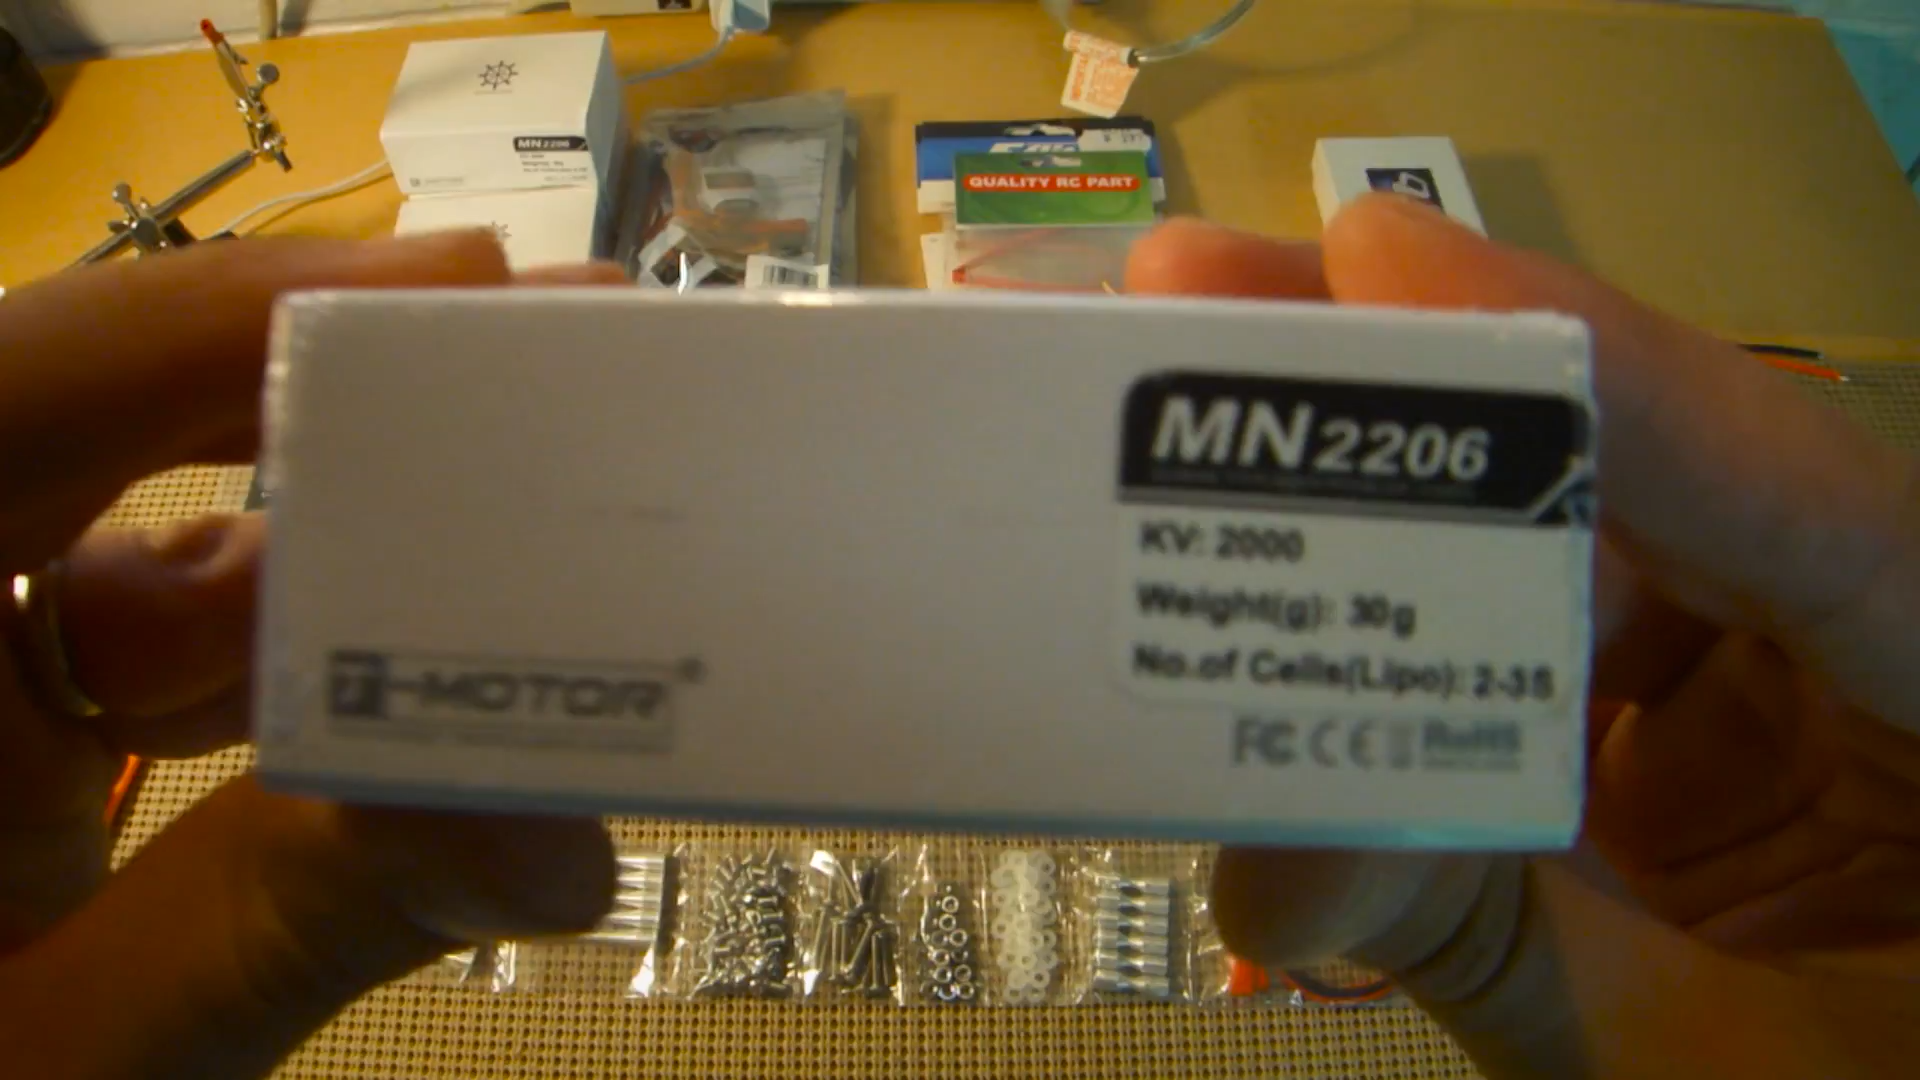 MN2206
QUALITY RC PART
MN2206
KV: 2000
Weight(g): 30g
No.of Cells(Lipo): 2-3S
T-MOTOR®
FC CE RoHS